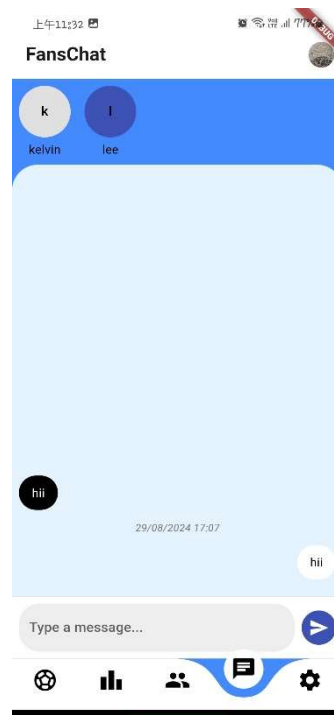 上午11:32
FansChat
k
l
kelvin
lee
hii
29/08/2024 17:07
hii
Type a message...